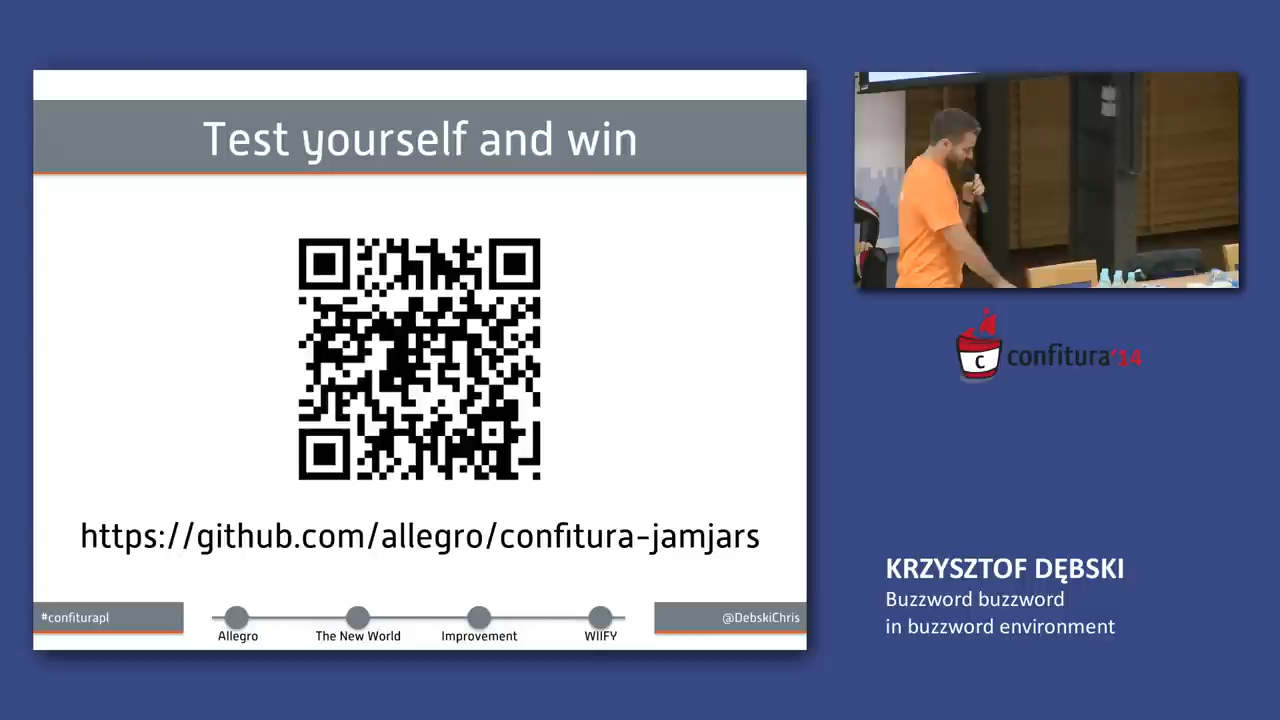 Test yourself and win
https://github.com/allegro/confitura-jamjars
#confiturapl
Allegro
The New World
Improvement
WIIFY
@DebskiChris
C
confitura'14
KRZYSZTOF DĘBSKI
Buzzword buzzword
in buzzword environment